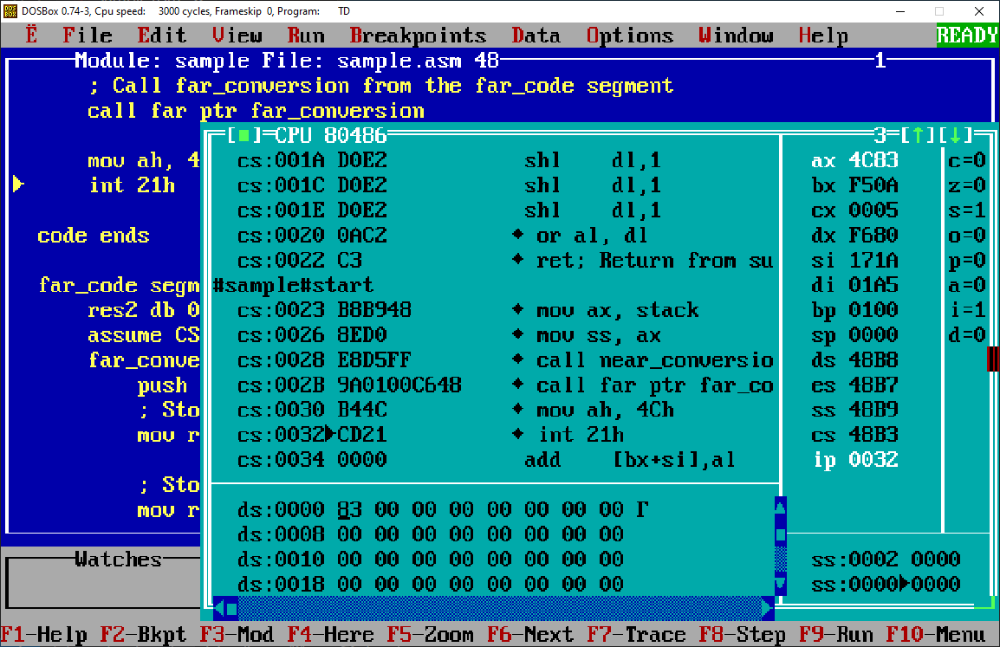 DOSBox 0.74-3, Cpu speed: 3000 cycles, Frameskip 0, Program: TD
Ë File Edit View Run Breakpoints Data Options Window Help READY
Module: sample File: sample.asm 48 1
; Call far_conversion from the far_code segment
call far ptr far_conversion
mov ah, 4
int 21h
code ends
far_code segm
res2 db 0
assume CS
far_conve
push
; Sto
mov r
; Sto
mov r
[■]=CPU 80486 3=[↑][↓]
cs:001A D0E2 shl dl,1
cs:001C D0E2 shl dl,1
cs:001E D0E2 shl dl,1
cs:0020 0AC2 ♦ or al, dl
cs:0022 C3 ♦ ret; Return from su
#sample#start
cs:0023 B8B948 ♦ mov ax, stack
cs:0026 8ED0 ♦ mov ss, ax
cs:0028 E8D5FF ♦ call near_conversio
cs:002B 9A0100C648 ♦ call far ptr far_co
cs:0030 B44C ♦ mov ah, 4Ch
cs:0032►CD21 ♦ int 21h
cs:0034 0000 add [bx+si],al
ax 4C83 c=0
bx F50A z=0
cx 0005 s=1
dx F680 o=0
si 171A p=0
di 01A5 a=0
bp 0100 i=1
sp 0000 d=0
ds 48B8
es 48B7
ss 48B9
cs 48B3
ip 0032
ds:0000 83 00 00 00 00 00 00 00 Г
ds:0008 00 00 00 00 00 00 00 00
ds:0010 00 00 00 00 00 00 00 00
ds:0018 00 00 00 00 00 00 00 00
ss:0002 0000
ss:0000►0000
Watches
F1-Help F2-Bkpt F3-Mod F4-Here F5-Zoom F6-Next F7-Trace F8-Step F9-Run F10-Menu